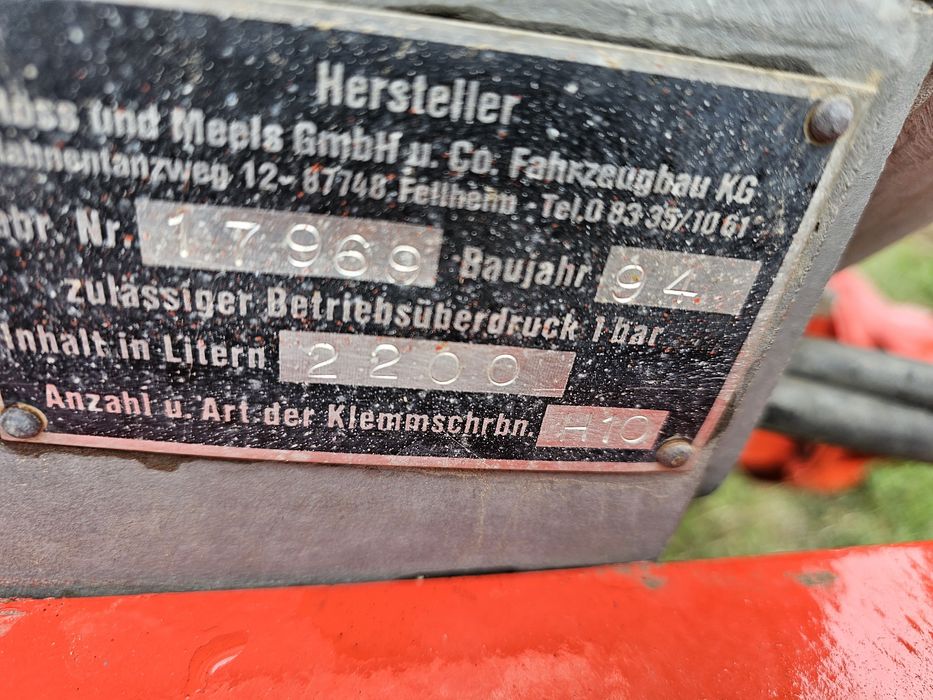 Hersteller
und Meels GmbH u. Co. Fahrzeugbau KG
12- 87748 Fellheim Tel. 0 83 35/10 61
Nr. 17969 Baujahr 94
zulässiger Betriebsüberdruck 1 bar
Inhalt in Litern 2200
Anzahl u. Art der Klemmschrbn. H10